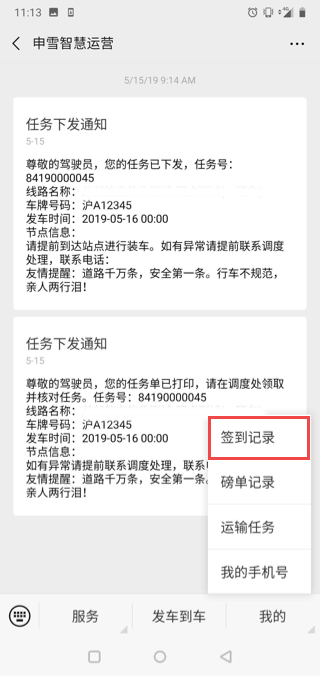 11:13
4G
申雪智慧运营
5/15/19 9:14 AM
任务下发通知
5-15
尊敬的驾驶员，您的任务已下发，任务号：
84190000045
线路名称：
车牌号码：沪A12345
发车时间：2019-05-16 00:00
节点信息：
请提前到达站点进行装车。如有异常请提前联系调度
处理，联系电话：
友情提醒：道路千万条，安全第一条。行车不规范，
亲人两行泪！
任务下发通知
5-15
尊敬的驾驶员，您的任务单已打印，请在调度处领取
并核对任务。任务号：84190000045
线路名称：
车牌号码：沪A12345
发车时间：2019-05-16 00:00
节点信息：
如有异常请提前联系调度处理，联系
友情提醒：道路千万条，安全第一条。
亲人两行泪！
签到记录
磅单记录
运输任务
我的手机号
服务
发车到车
我的